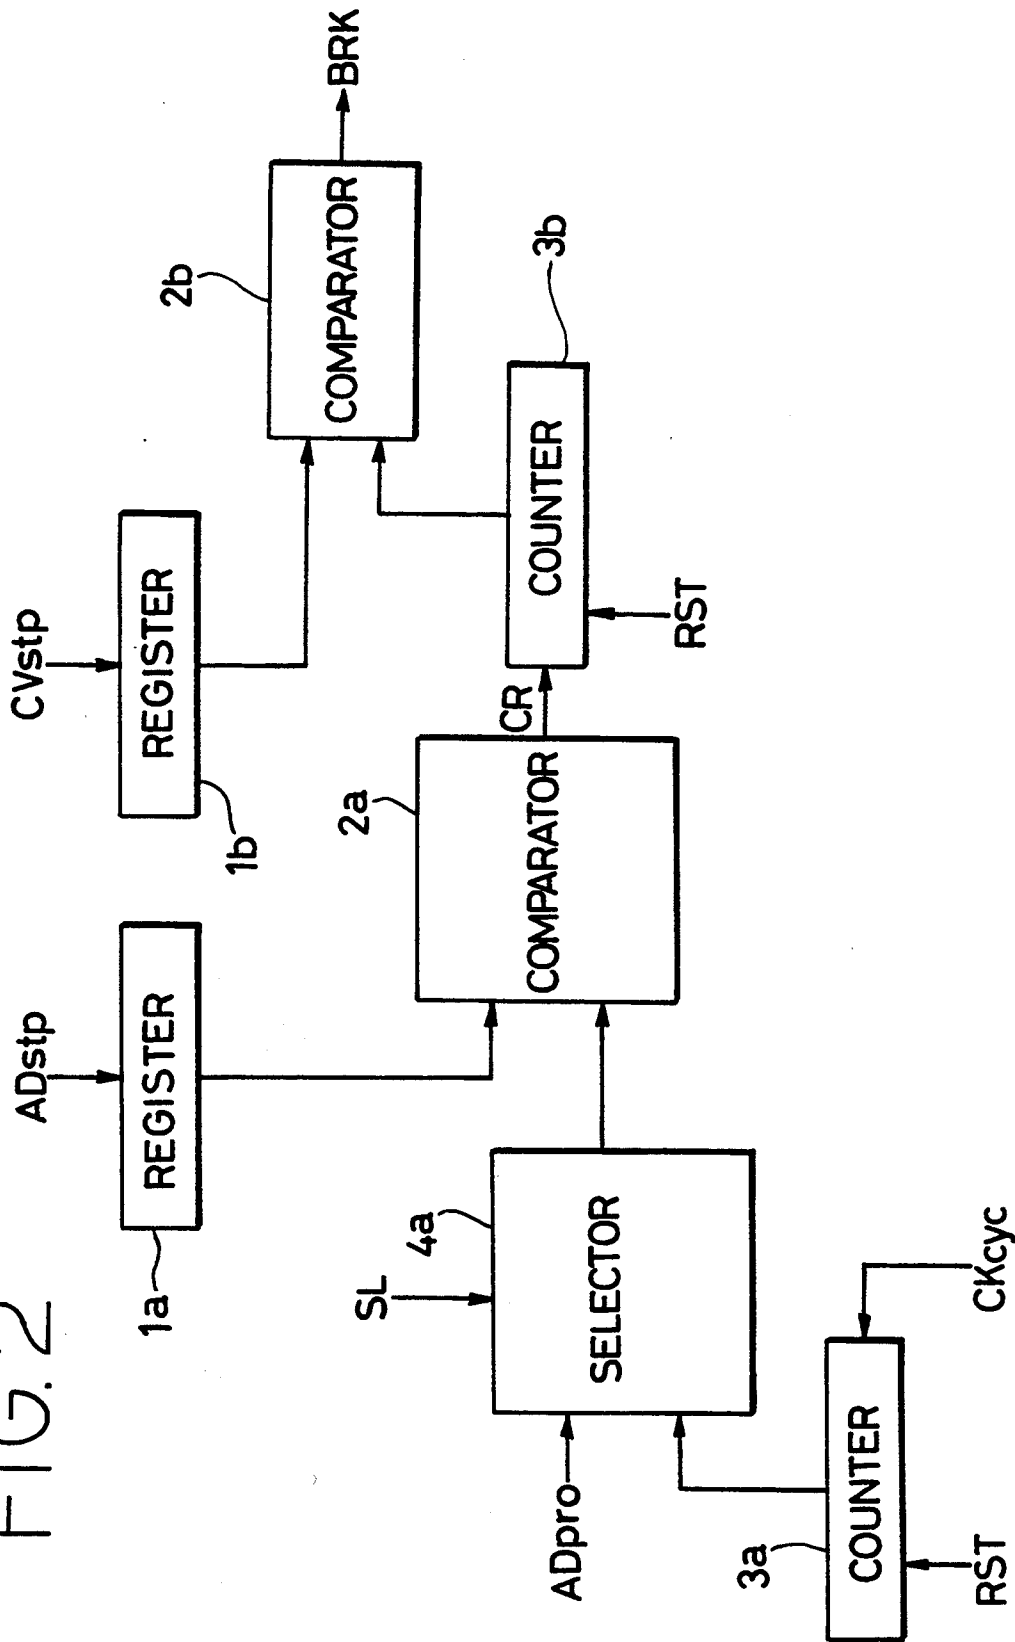 FIG. 2
ADstp
CVstp
REGISTER
1a
REGISTER
1b
2b
COMPARATOR
BRK
SL
4a
2a
ADpro
SELECTOR
COMPARATOR
CR
COUNTER
3b
RST
3a
COUNTER
CKcyc
RST